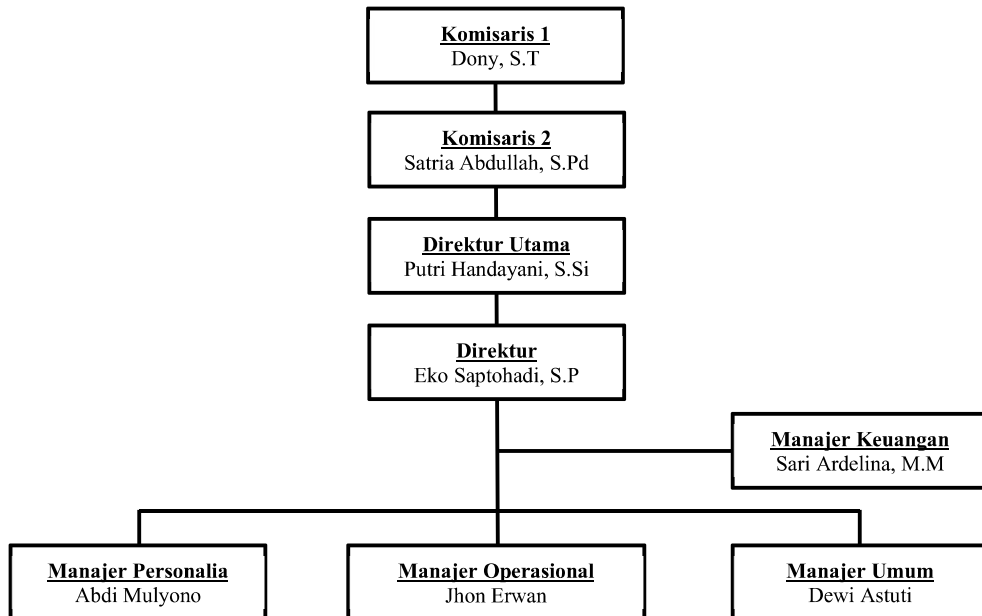 Komisaris 1
Dony, S.T
Komisaris 2
Satria Abdullah, S.Pd
Direktur Utama
Putri Handayani, S.Si
Direktur
Eko Saptohadi, S.P
Manajer Keuangan
Sari Ardelina, M.M
Manajer Personalia
Abdi Mulyono
Manajer Operasional
Jhon Erwan
Manajer Umum
Dewi Astuti